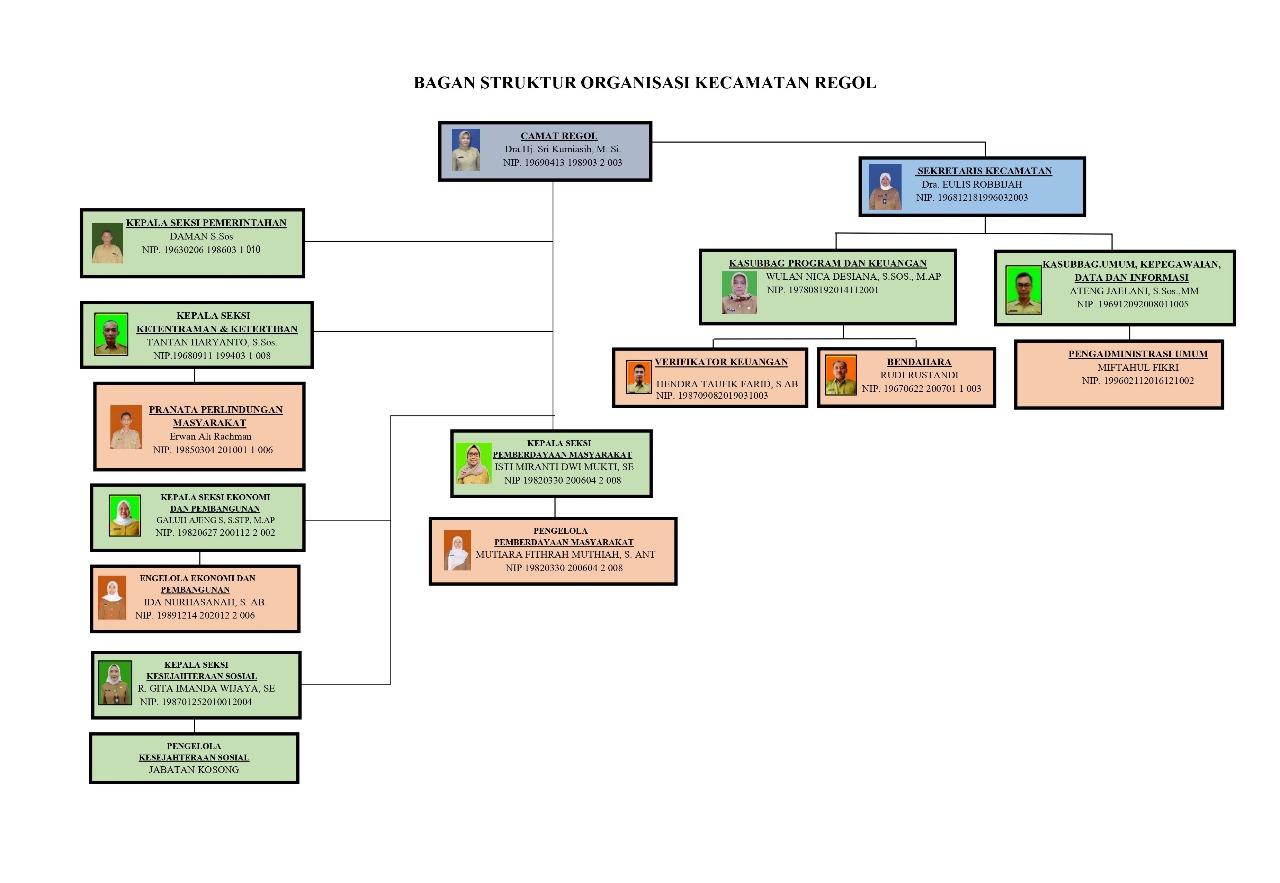 BAGAN STRUKTUR ORGANISASI KECAMATAN REGOL
CAMAT REGOL
Dra.Hj. Sri Kurniasih, M. Si.
NIP. 19690413 198903 2 003
SEKRETARIS KECAMATAN
Dra. EULIS ROBBIJAH
NIP. 196812181996032003
KEPALA SEKSI PEMERINTAHAN
DAMAN S.Sos
NIP. 19630206 198603 1 010
KASUBBAG PROGRAM DAN KEUANGAN
WULAN NICA DESIANA, S.SOS., M.AP
NIP. 197808192014112001
KASUBBAG.UMUM, KEPEGAWAIAN,
DATA DAN INFORMASI
ATENG JAELANI, S.Sos.,MM
NIP 196912092008011005
KEPALA SEKSI
KETENTRAMAN & KETERTIBAN
TANTAN HARYANTO, S.Sos.
NIP.19680911 199403 1 008
VERIFIKATOR KEUANGAN
HENDRA TAUFIK FARID, S.AB
NIP. 198709082019031003
BENDAHARA
RUDI RUSTANDI
NIP. 19670622 200701 1 003
PENGADMINISTRASI UMUM
MIFTAHUL FIKRI
NIP. 199602112016121002
PRANATA PERLINDUNGAN
MASYARAKAT
Erwan Ali Rachman
NIP. 19850304 201001 1 006
KEPALA SEKSI
PEMBERDAYAAN MASYARAKAT
ISTI MIRANTI DWI MUKTI, SE
NIP 19820330 200604 2 008
KEPALA SEKSI EKONOMI
DAN PEMBANGUNAN
GALUH AJENG S, S.STP, M.AP
NIP. 19820627 200112 2 002
PENGELOLA
PEMBERDAYAAN MASYARAKAT
MUTIARA FITHRAH MUTHIAH, S. ANT
NIP 19820330 200604 2 008
ENGELOLA EKONOMI DAN
PEMBANGUNAN
IDA NURHASANAH, S. AB.
NIP. 19891214 202012 2 006
KEPALA SEKSI
KESEJAHTERAAN SOSIAL
R. GITA IMANDA WIJAYA, SE
NIP. 198701252010012004
PENGELOLA
KESEJAHTERAAN SOSIAL
JABATAN KOSONG